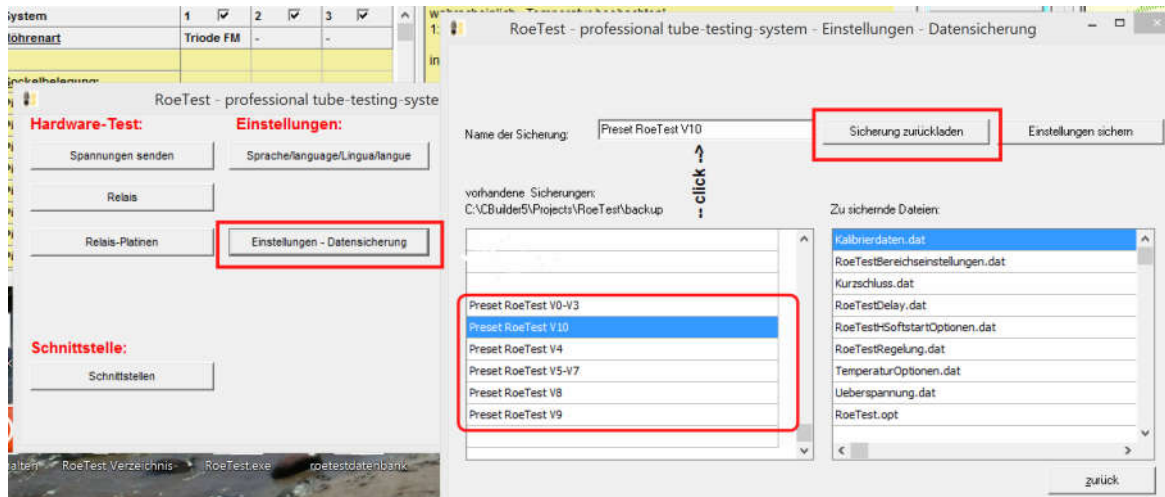 System 1 2 3
Röhrenart Triode FM - -
Sockelbelegung:
RoeTest - professional tube-testing-syste
Hardware-Test: Einstellungen:
Spannungen senden Sprache/language/Lingua/langue
Relais
Relais-Platinen Einstellungen - Datensicherung
Schnittstelle:
Schnittstellen
RoeTest Verzeichnis- RoeTest.exe roetestdatenbank
RoeTest - professional tube-testing-system - Einstellungen - Datensicherung
Name der Sicherung: Preset RoeTest V10 Sicherung zurückladen Einstellungen sichern
-- click ->
vorhandene Sicherungen:
C:\CBuilder5\Projects\RoeTest\backup
Zu sichernde Dateien:
Preset RoeTest V0-V3
Preset RoeTest V10
Preset RoeTest V4
Preset RoeTest V5-V7
Preset RoeTest V8
Preset RoeTest V9
Kalibrierdaten.dat
RoeTestBereichseinstellungen.dat
Kurzschluss.dat
RoeTestDelay.dat
RoeTestHSoftstartOptionen.dat
RoeTestRegelung.dat
TemperaturOptionen.dat
Ueberspannung.dat
RoeTest.opt
zurück